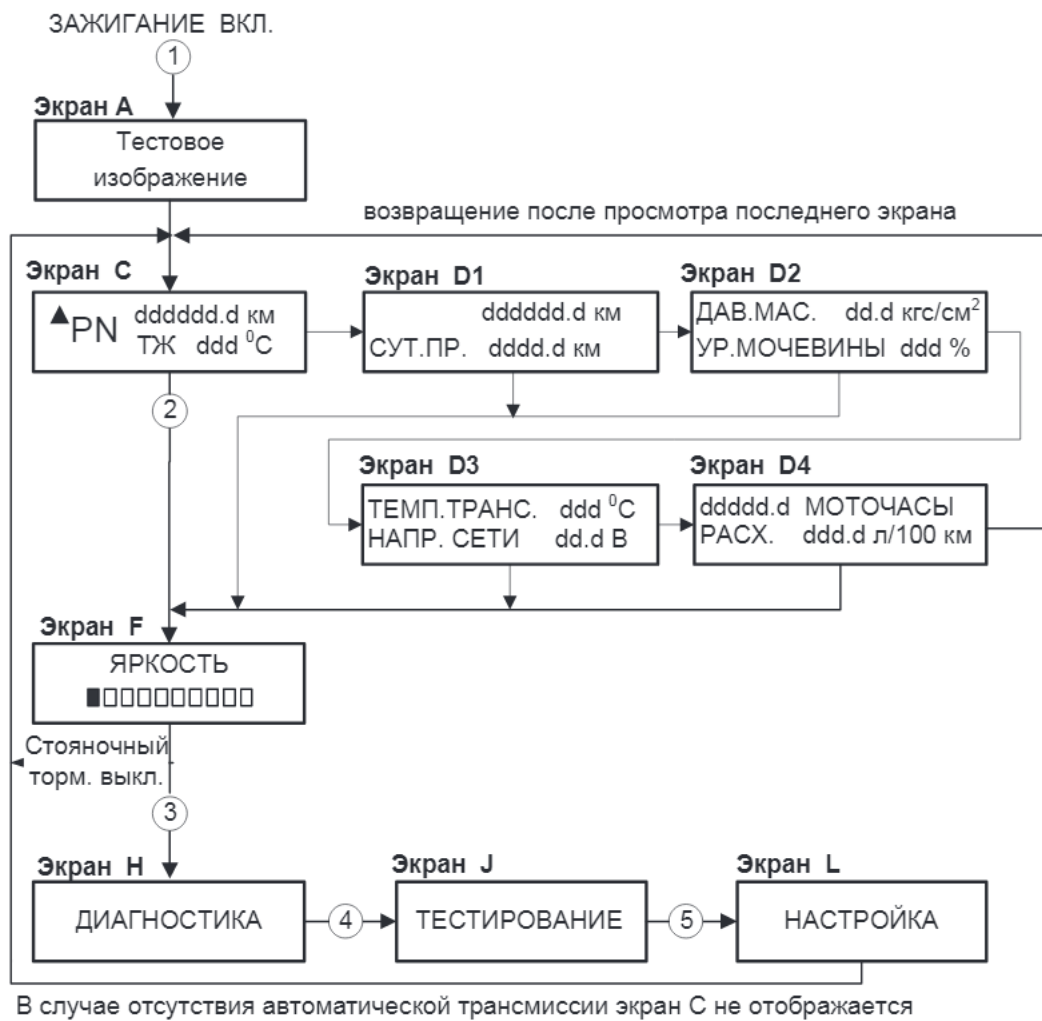 ЗАЖИГАНИЕ ВКЛ.
1
Экран A
Тестовое
изображение
возвращение после просмотра последнего экрана
Экран C
▲PN dddddd.d км
ТЖ ddd ⁰C
Экран D1
dddddd.d км
СУТ.ПР. dddd.d км
Экран D2
ДАВ.МАС. dd.d кгс/см²
УР.МОЧЕВИНЫ ddd %
2
Экран D3
ТЕМП.ТРАНС. ddd ⁰C
НАПР. СЕТИ dd.d В
Экран D4
ddddd.d МОТОЧАСЫ
РАСХ. ddd.d л/100 км
Экран F
ЯРКОСТЬ
Стояночный
торм. выкл.
3
Экран H
ДИАГНОСТИКА
4
Экран J
ТЕСТИРОВАНИЕ
5
Экран L
НАСТРОЙКА
В случае отсутствия автоматической трансмиссии экран С не отображается